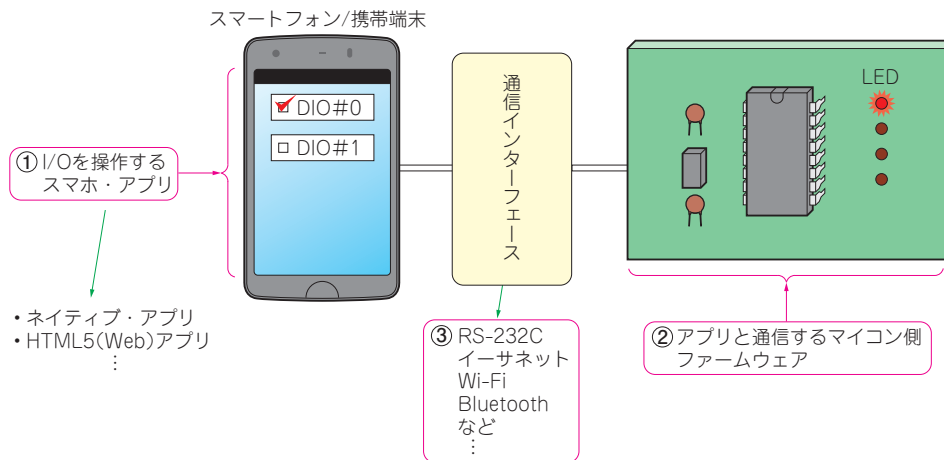 スマートフォン/携帯端末
DIO#0
DIO#1
①I/Oを操作する
スマホ・アプリ
・ネイティブ・アプリ
・HTML5(Web)アプリ
…
通信インターフェース
③RS-232C
イーサネット
Wi-Fi
Bluetooth
など
…
LED
②アプリと通信するマイコン側
ファームウェア